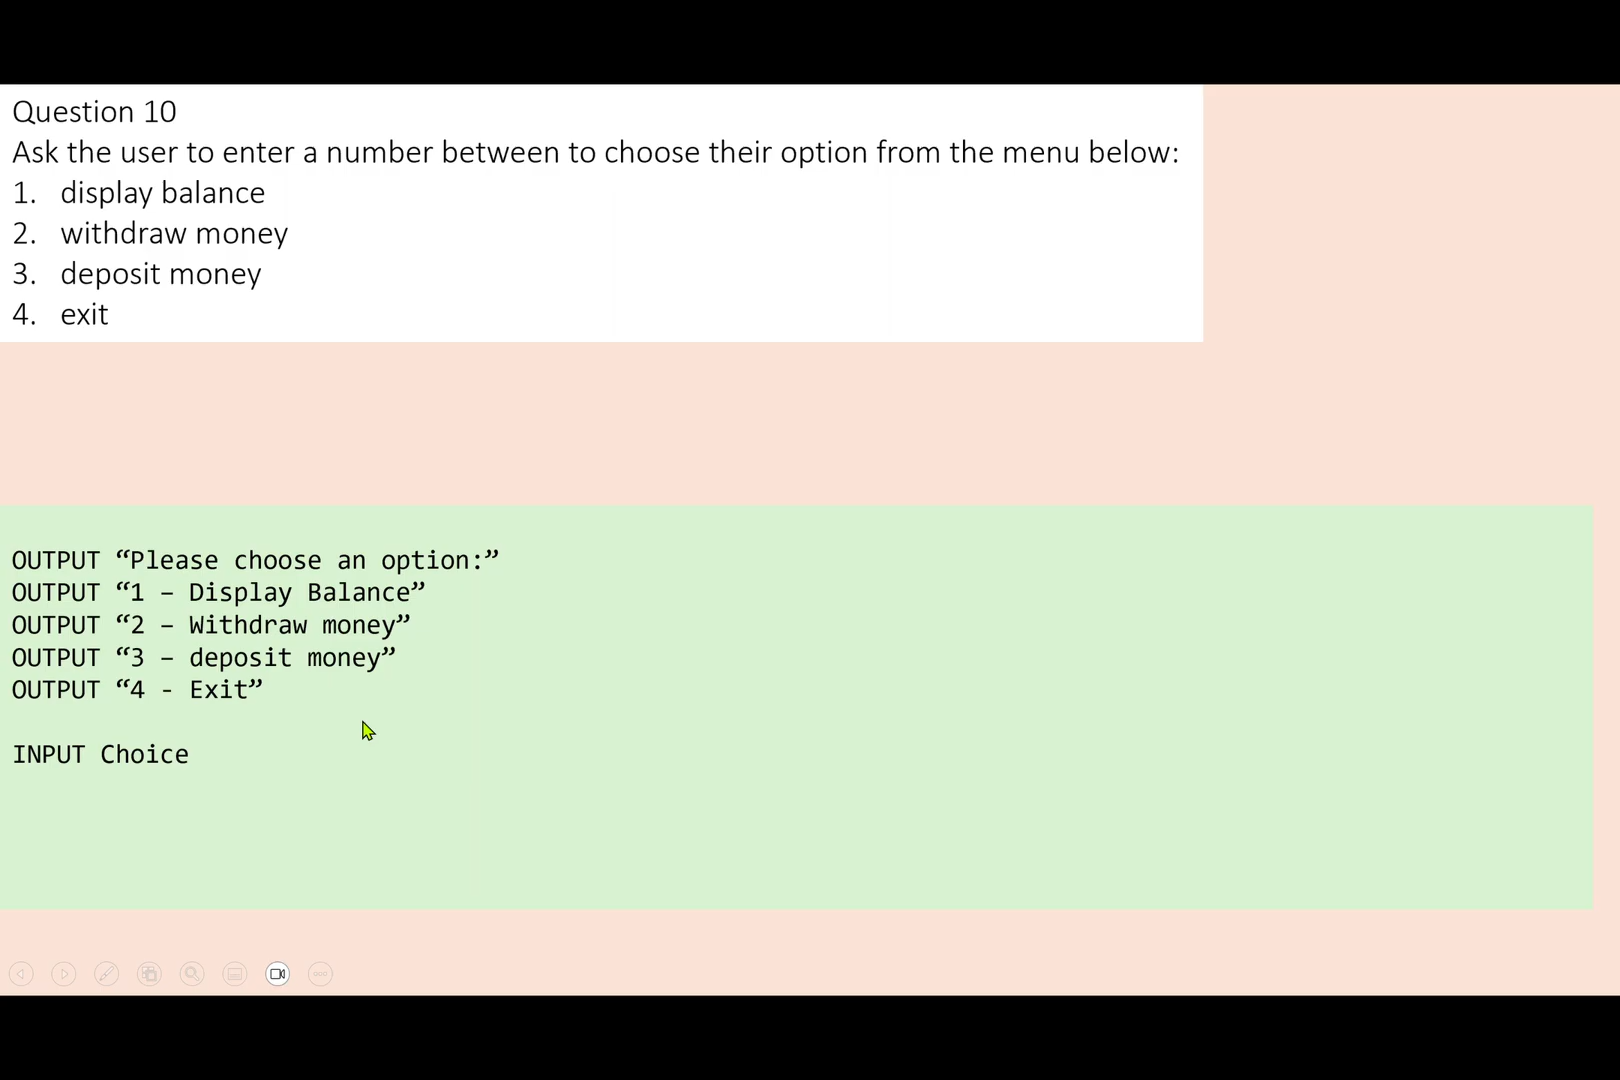 Question 10
Ask the user to enter a number between to choose their option from the menu below:
1. display balance
2. withdraw money
3. deposit money
4. exit
OUTPUT “Please choose an option:”
OUTPUT “1 – Display Balance”
OUTPUT “2 – Withdraw money”
OUTPUT “3 – deposit money”
OUTPUT “4 - Exit”
INPUT Choice